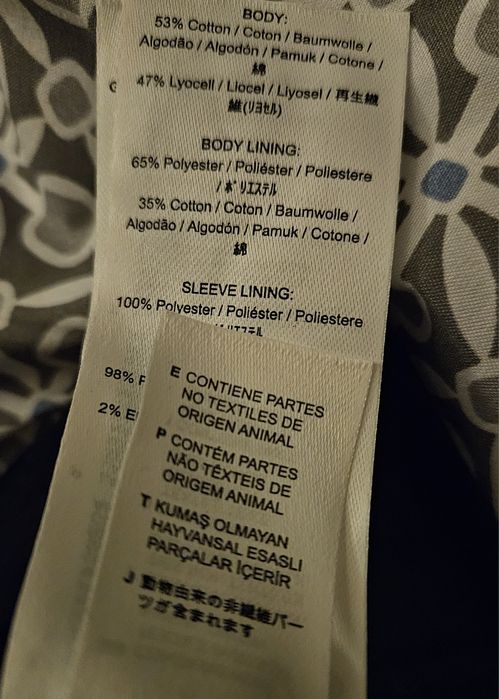 BODY:
53% Cotton / Coton / Baumwolle /
Algodão / Algodón / Pamuk / Cotone /
綿
47% Lyocell / Liocel / Liyosel / 再生繊
維(リヨセル)
BODY LINING:
65% Polyester / Poliéster / Poliestere
/ ﾎﾟﾘｴｽﾃﾙ
35% Cotton / Coton / Baumwolle /
Algodão / Algodón / Pamuk / Cotone /
綿
SLEEVE LINING:
100% Polyester / Poliéster / Poliestere
98%
2%
E CONTIENE PARTES
NO TEXTILES DE
ORIGEN ANIMAL
P CONTÉM PARTES
NÃO TÊXTEIS DE
ORIGEM ANIMAL
T KUMAŞ OLMAYAN
HAYVANSAL ESASLI
PARÇALAR İÇERİR
J 動物由来の非繊維パー
ツが含まれます